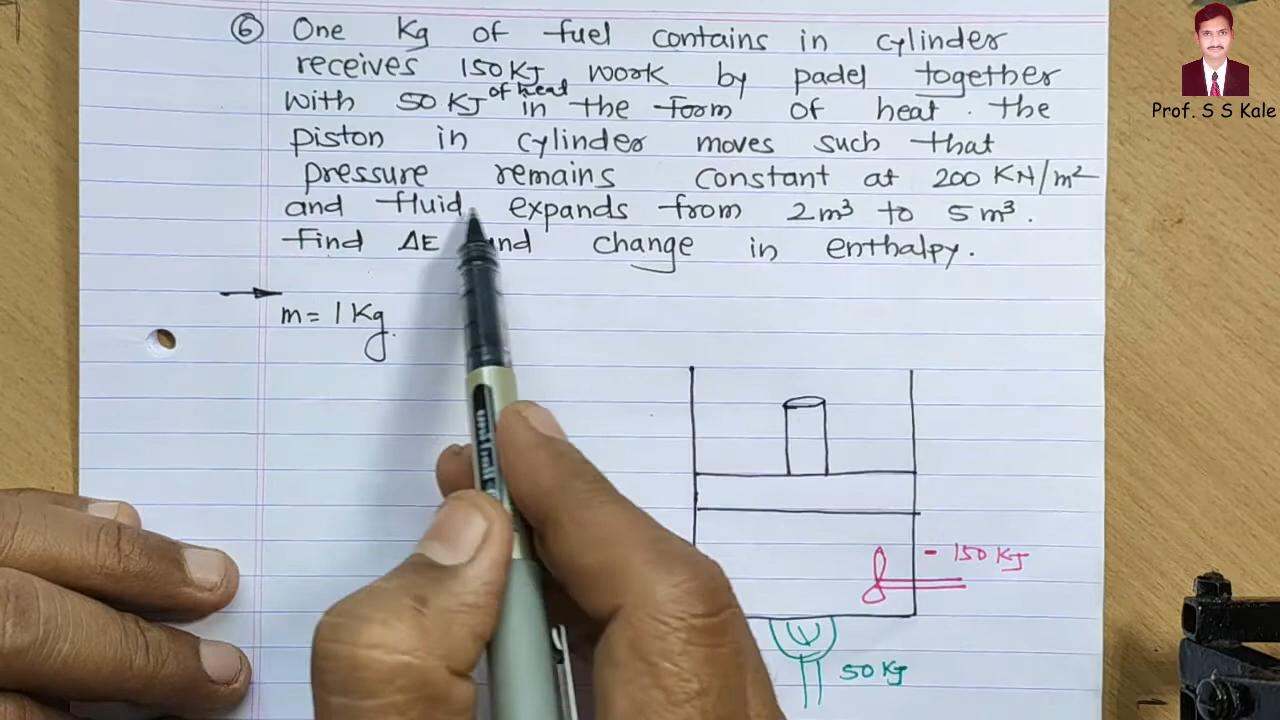 ⑥ One Kg of fuel contains in cylinder
receives 150 KJ work by padel together
of heat
with 50 KJ in the form of heat. the
piston in cylinder moves such that
pressure remains constant at 200 KN/m²
and fluid expands from 2m³ to 5m³.
find ΔE and change in enthalpy.
m = 1 Kg.
- 150 KJ
50 KJ
Prof. S S Kale